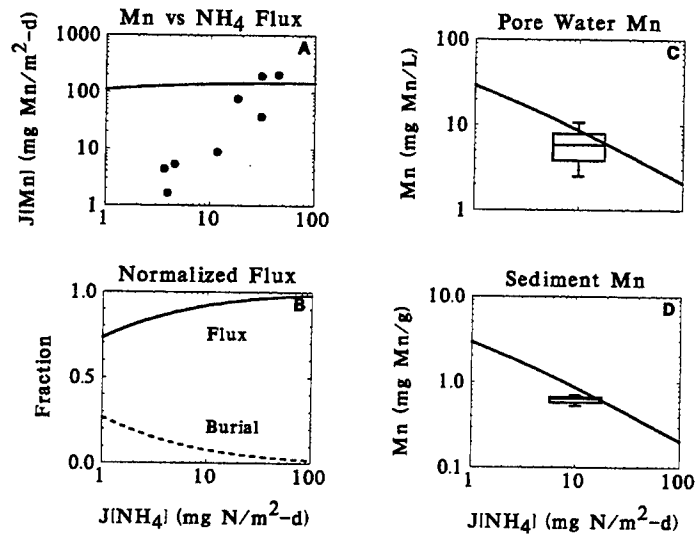 Mn vs NH4 Flux
A
J[Mn] (mg Mn/m²-d)
1000
100
10
1
1
10
100
Pore Water Mn
C
Mn (mg Mn/L)
100
10
1
1
10
100
Normalized Flux
B
Fraction
1.0
0.5
0.0
Flux
Burial
1
10
100
J[NH4] (mg N/m²-d)
Sediment Mn
D
Mn (mg Mn/g)
10.0
1.0
0.1
1
10
100
J[NH4] (mg N/m²-d)